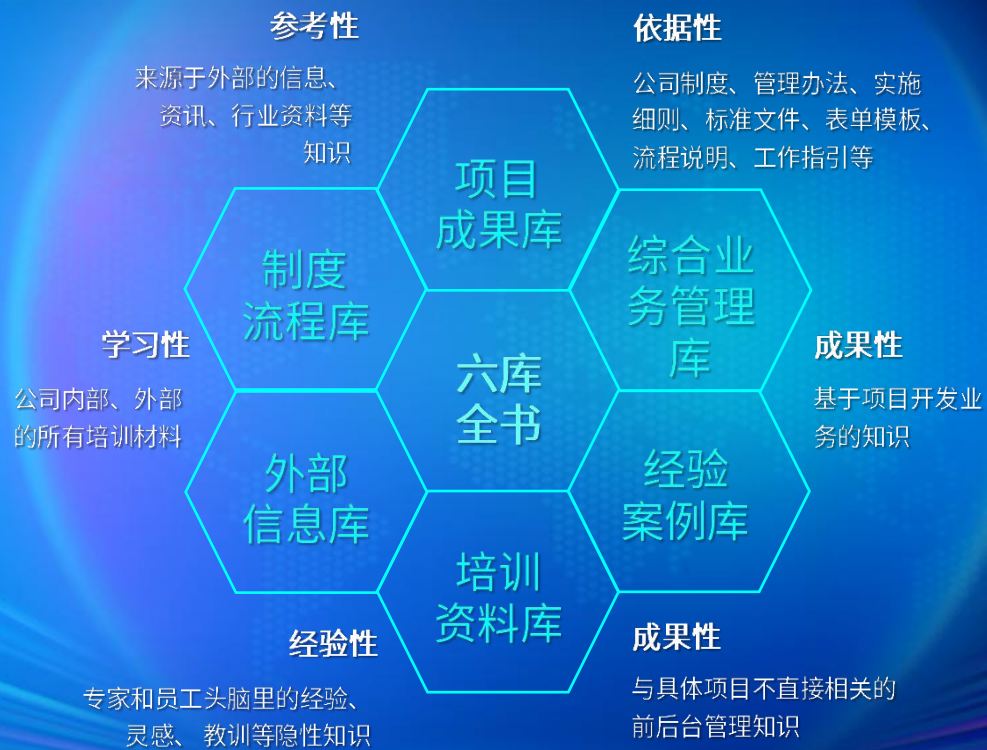 参考性
来源于外部的信息、
资讯、行业资料等
知识
依据性
公司制度、管理办法、实施
细则、标准文件、表单模板、
流程说明、工作指引等
项目
成果库
制度
流程库
综合业
务管理
库
学习性
公司内部、外部
的所有培训材料
六库
全书
成果性
基于项目开发业
务的知识
外部
信息库
经验
案例库
培训
资料库
经验性
专家和员工头脑里的经验、
灵感、 教训等隐性知识
成果性
与具体项目不直接相关的
前后台管理知识